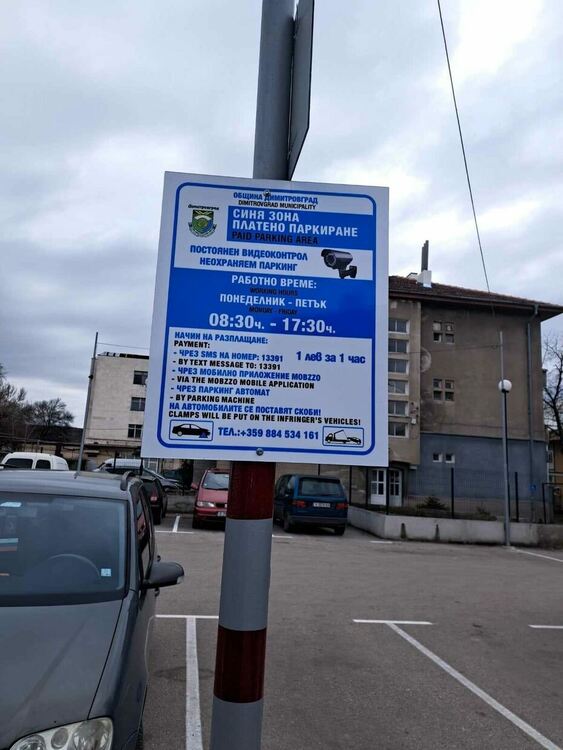 Димитровград
ОБЩИНА ДИМИТРОВГРАД
DIMITROVGRAD MUNICIPALITY
СИНЯ ЗОНА
ПЛАТЕНО ПАРКИРАНЕ
PAID PARKING AREA
ПОСТОЯНЕН ВИДЕОКОНТРОЛ
НЕОХРАНЯЕМ ПАРКИНГ
РАБОТНО ВРЕМЕ:
WORKING HOURS
ПОНЕДЕЛНИК - ПЕТЪК
MONDAY - FRIDAY
08:30ч. - 17:30ч.
НАЧИН НА РАЗПЛАЩАНЕ:
PAYMENT:
1 лев за 1 час
- ЧРЕЗ SMS НА НОМЕР: 13391
- BY TEXT MESSAGE TO: 13391
- ЧРЕЗ МОБИЛНО ПРИЛОЖЕНИЕ MOBZZO
- VIA THE MOBZZO MOBILE APPLICATION
- ЧРЕЗ ПАРКИНГ АВТОМАТ
- BY PARKING MACHINE
НА АВТОМОБИЛИТЕ СЕ ПОСТАВЯТ СКОБИ!
CLAMPS WILL BE PUT ON THE INFRINGER'S VEHICLES!
ТЕЛ.:+359 884 534 161